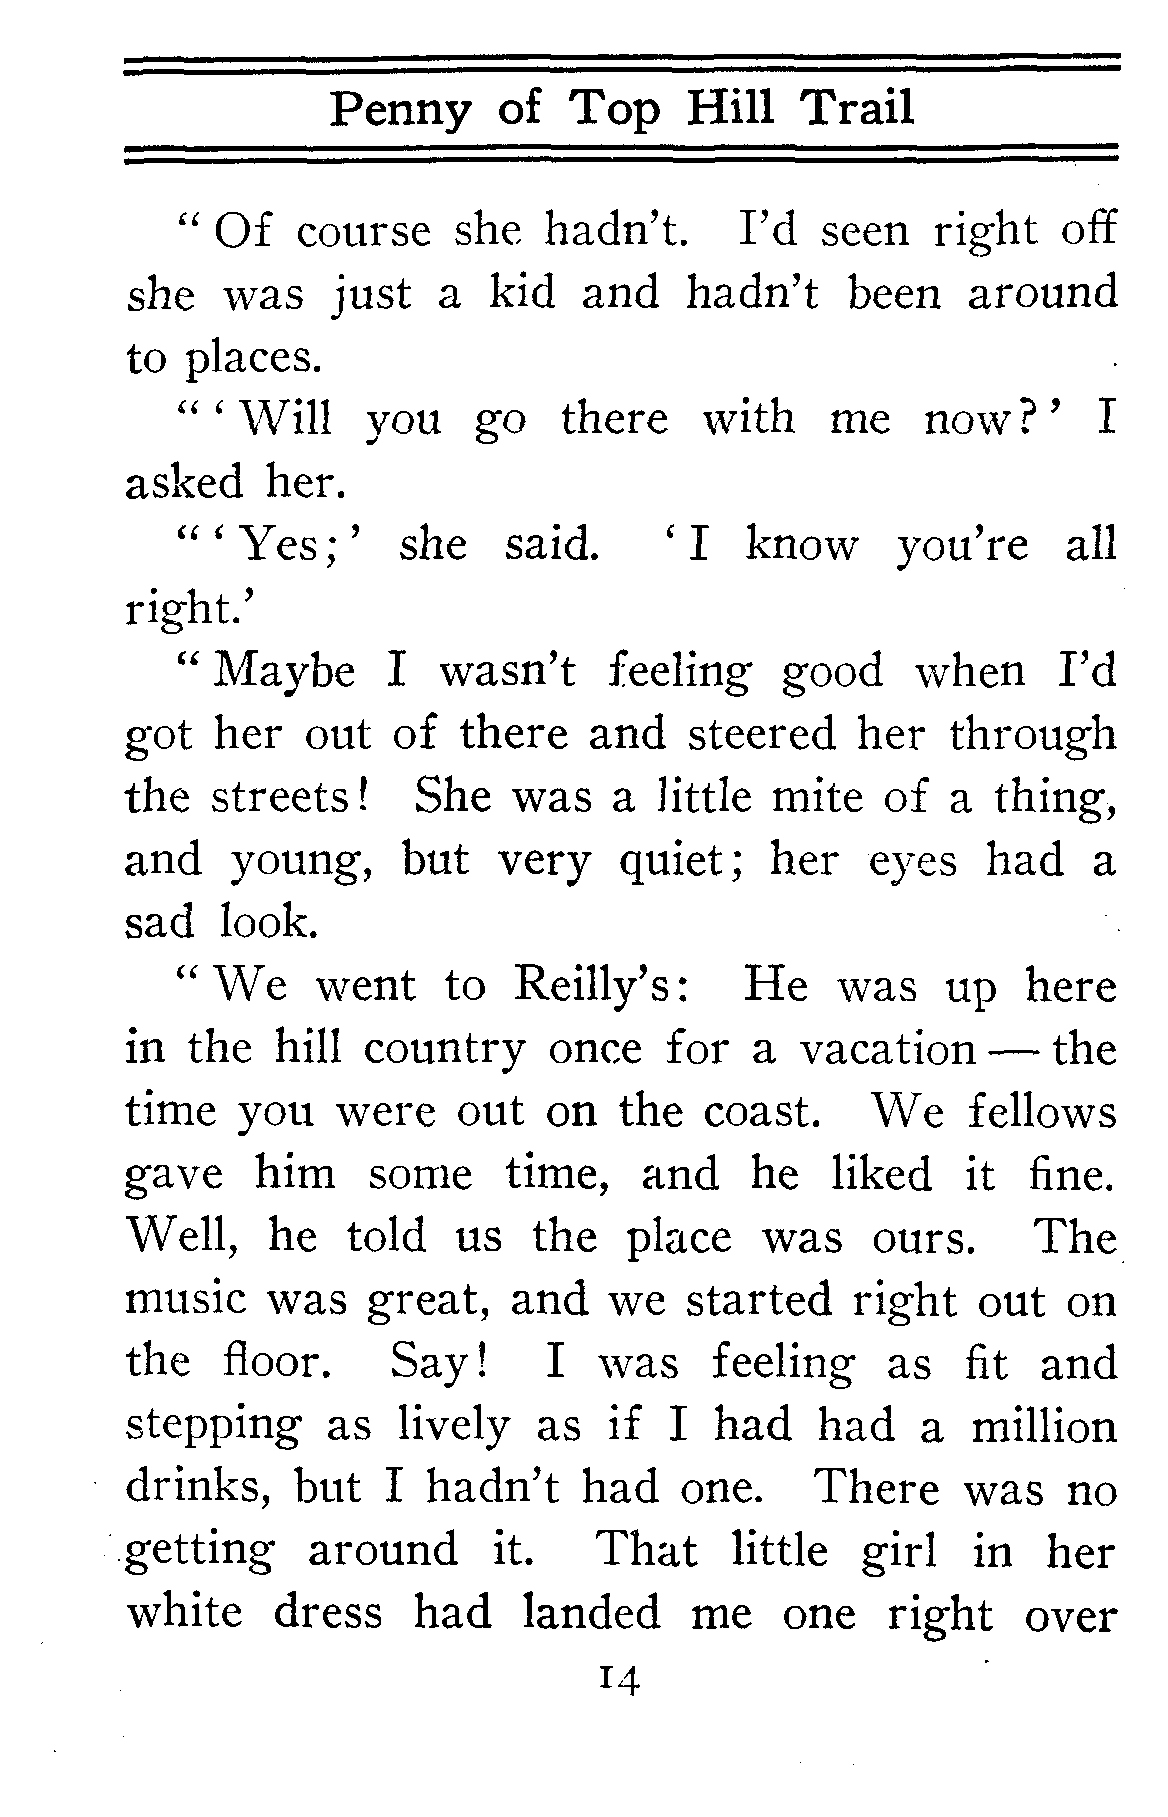 Penny of Top Hill Trail
“ Of course she hadn’t. I’d seen right off
she was just a kid and hadn’t been around
to places.
“ ‘ Will you go there with me now? ’ I
asked her.
“ ‘ Yes; ’ she said. ‘ I know you’re all
right.’
“ Maybe I wasn’t feeling good when I’d
got her out of there and steered her through
the streets! She was a little mite of a thing,
and young, but very quiet; her eyes had a
sad look.
“ We went to Reilly’s: He was up here
in the hill country once for a vacation — the
time you were out on the coast. We fellows
gave him some time, and he liked it fine.
Well, he told us the place was ours. The
music was great, and we started right out on
the floor. Say! I was feeling as fit and
stepping as lively as if I had had a million
drinks, but I hadn’t had one. There was no
getting around it. That little girl in her
white dress had landed me one right over
14